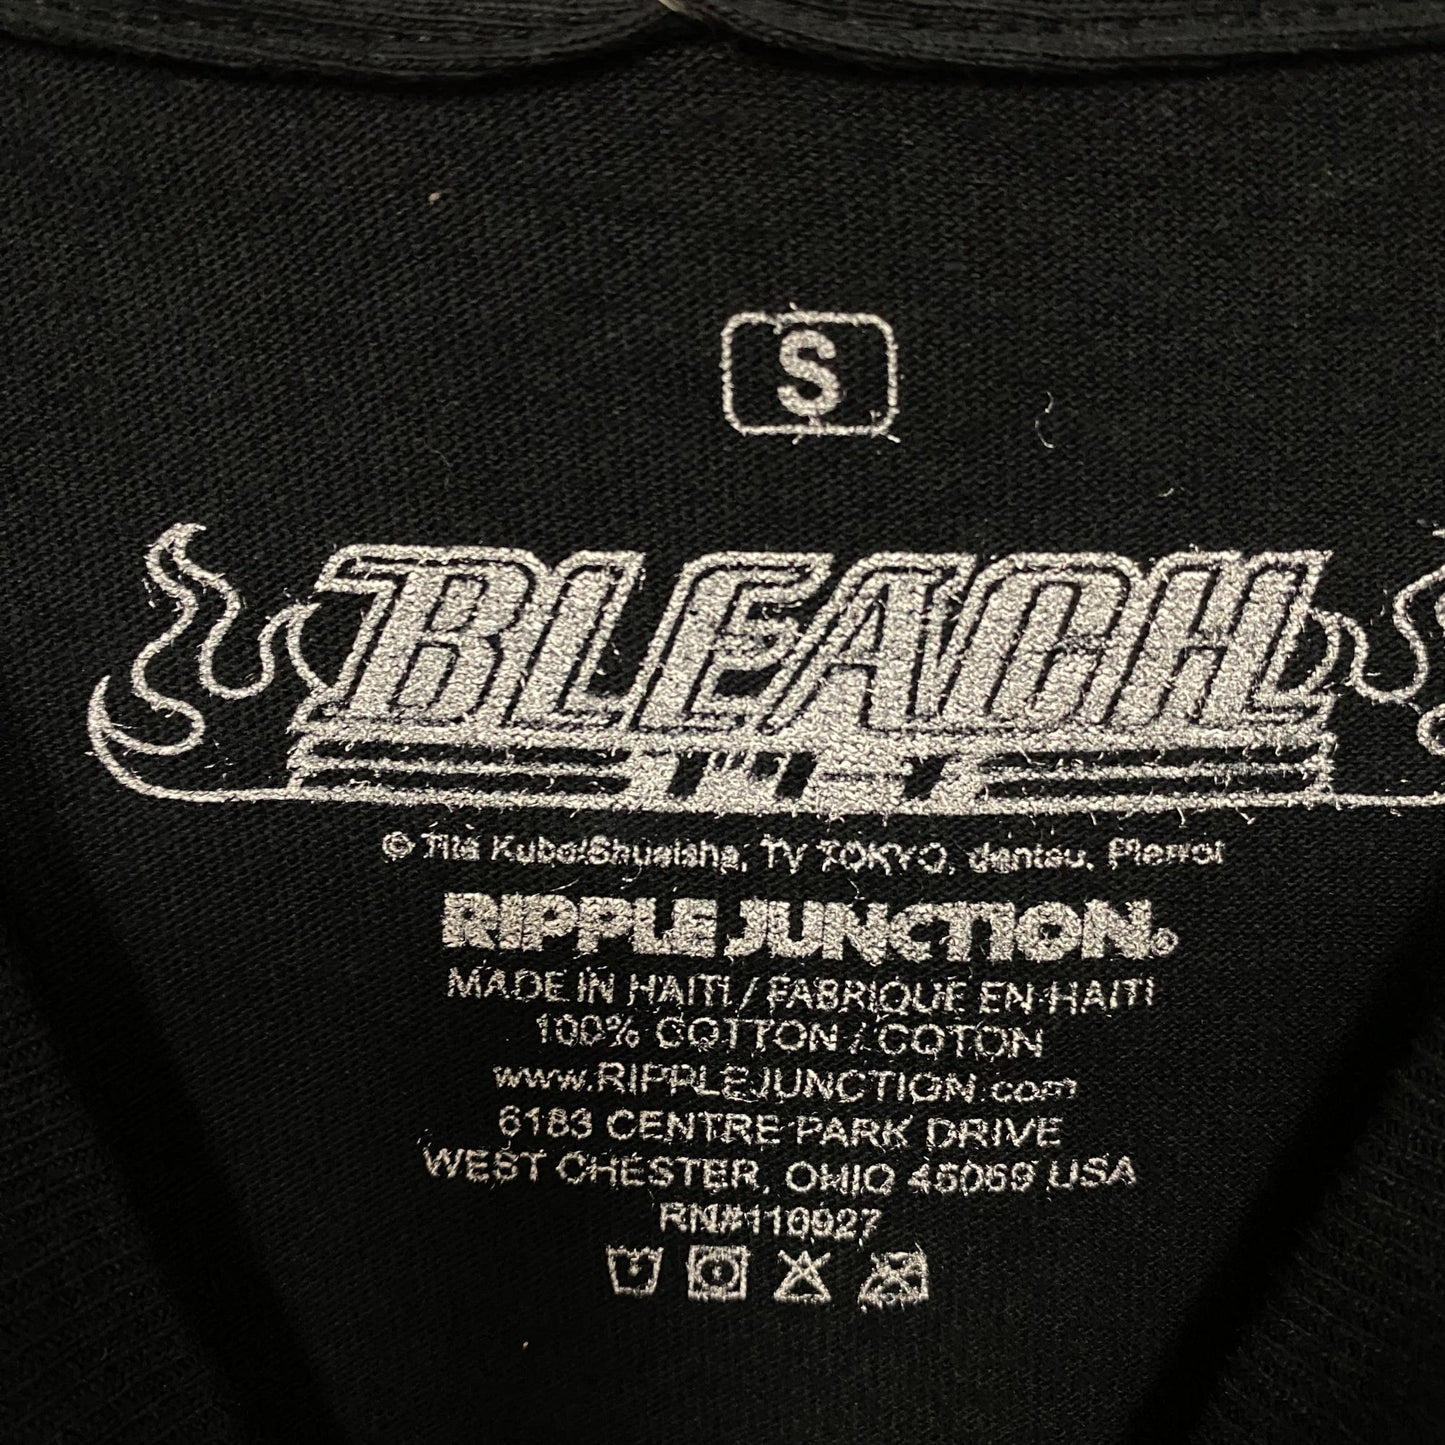 S
BLEACH
© Tite Kubo/Shueisha, TV TOKYO, dentsu, Pierrot
RIPPLE JUNCTION®
MADE IN HAITI / FABRIQUE EN HAITI
100% COTTON / COTON
www.RIPPLEJUNCTION.com
6183 CENTRE PARK DRIVE
WEST CHESTER, OHIO 45069 USA
RN#110927